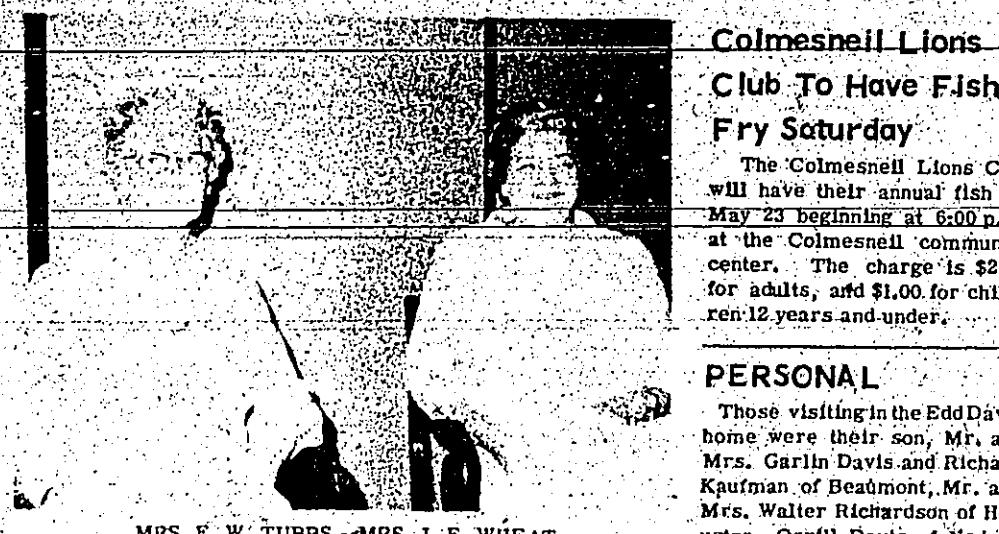 Colmesneil Lions
Club To Have Fish
Fry Saturday
The Colmesneil Lions C
will have their annual fish
May 23 beginning at 6:00 p.
at the Colmesneil commun
center. The charge is $2
for adults, and $1.00 for chi
ren 12 years and under.
PERSONAL
Those visiting in the Edd Da
home were their son, Mr. a
Mrs. Garlin Davis and Richa
Kaufman of Beaumont, Mr. a
Mrs. Walter Richardson of H
MRS. F. W. TUBBS MRS. J. E. WHEAT